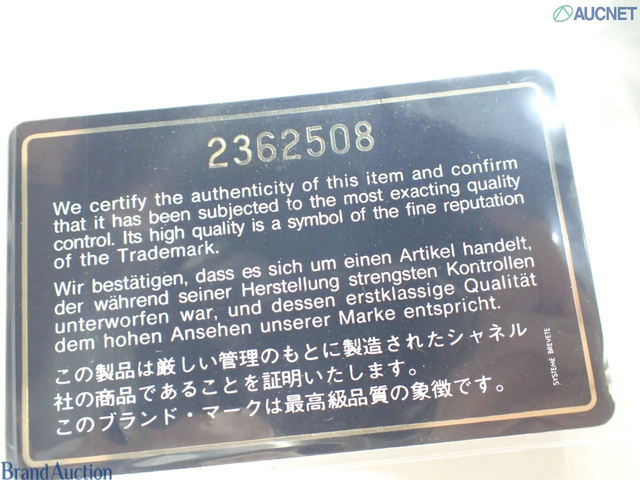 AUCNET
2362508
We certify the authenticity of this item and confirm
that it has been subjected to the most exacting quality
control. Its high quality is a symbol of the fine reputation
of the Trademark.
Wir bestätigen, dass es sich um einen Artikel handelt,
der während seiner Herstellung strengsten Kontrollen
unterworfen war, und dessen erstklassige Qualität
dem hohen Ansehen unserer Marke entspricht.
この製品は厳しい管理のもとに製造されたシャネル
社の商品であることを証明いたします。
このブランド・マークは最高級品質の象徴です。
SYSTEME BREVETE
BrandAuction